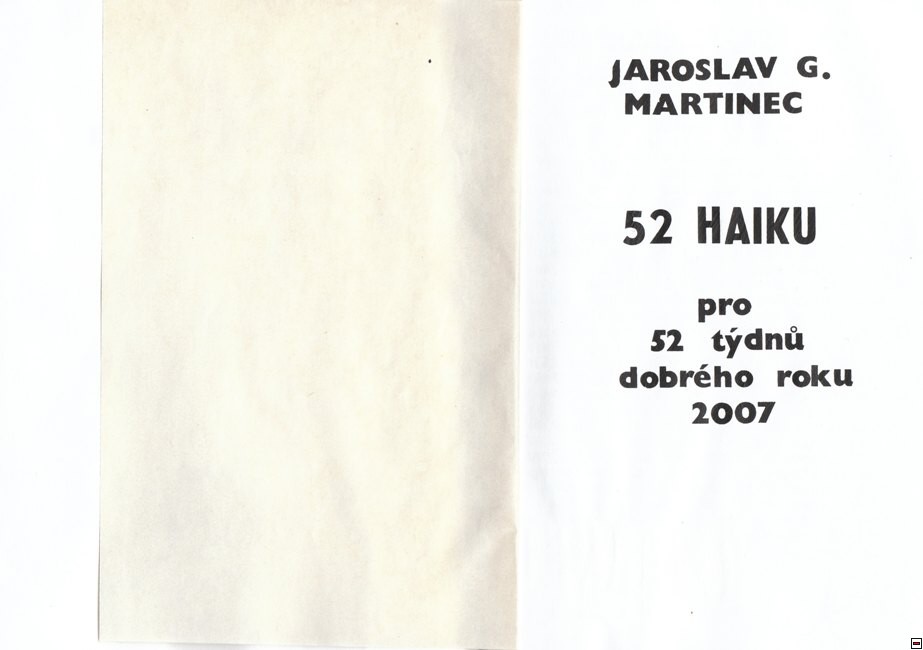 JAROSLAV G.
MARTINEC
52 HAIKU
pro
52 týdnů
dobrého roku
2007